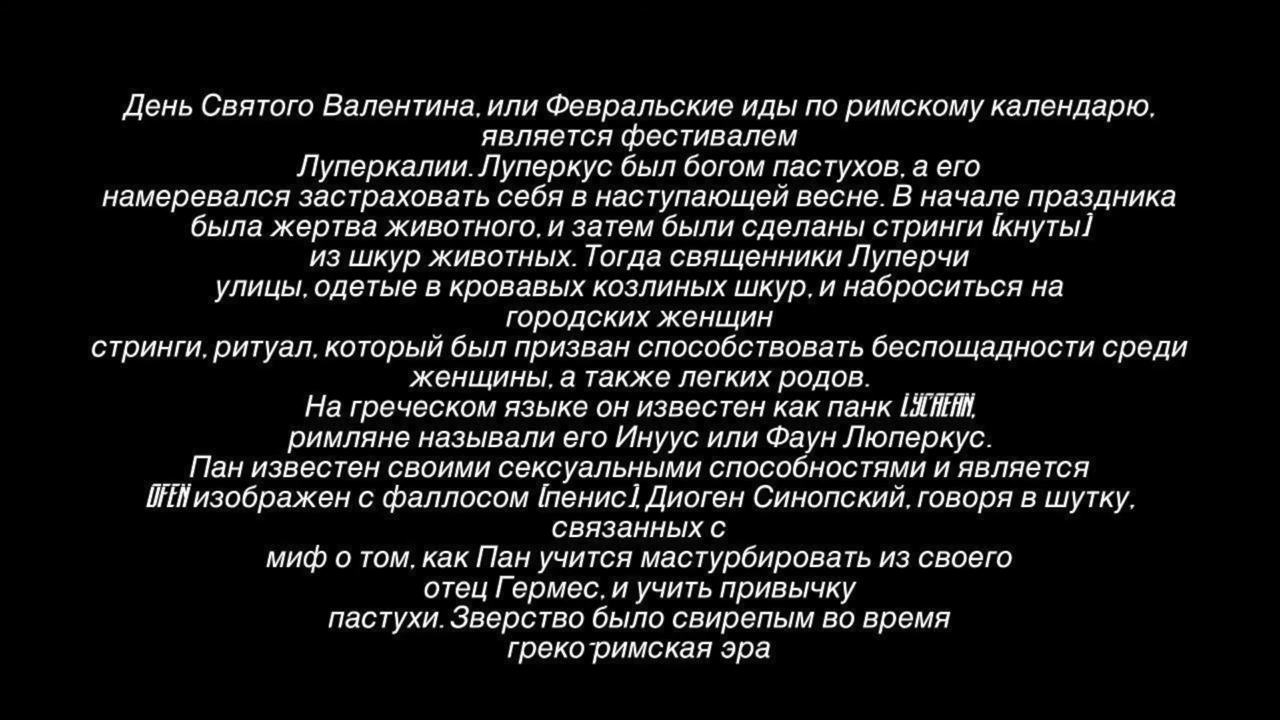 День Святого Валентина, или Февральские иды по римскому календарю,
является фестивалем
Луперкалии. Луперкус был богом пастухов, а его
намеревался застраховать себя в наступающей весне. В начале праздника
была жертва животного, и затем были сделаны стринги [кнуты]
из шкур животных. Тогда священники Луперчи
улицы, одетые в кровавых козлиных шкур, и наброситься на
городских женщин
стринги, ритуал, который был призван способствовать беспощадности среди
женщины, а также легких родов.
На греческом языке он известен как панк LYCAEAN,
римляне называли его Инуус или Фаун Люперкус.
Пан известен своими сексуальными способностями и является
OFEN изображен с фаллосом [пенис]. Диоген Синопский, говоря в шутку,
связанных с
миф о том, как Пан учится мастурбировать из своего
отец Гермес, и учить привычку
пастухи. Зверство было свирепым во время
греко-римская эра